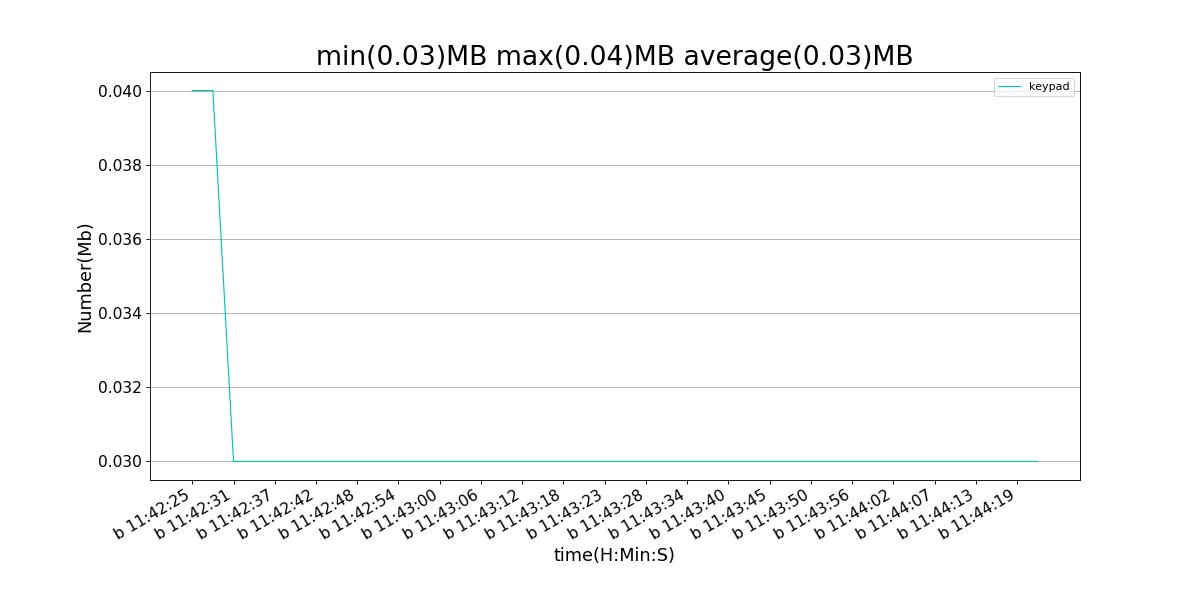 min(0.03)MB max(0.04)MB average(0.03)MB
keypad
0.040
0.038
0.036
0.034
0.032
0.030
Number(Mb)
b 11:42:25
b 11:42:31
b 11:42:37
b 11:42:42
b 11:42:48
b 11:42:54
b 11:43:00
b 11:43:06
b 11:43:12
b 11:43:18
b 11:43:23
b 11:43:28
b 11:43:34
b 11:43:40
b 11:43:45
b 11:43:50
b 11:43:56
b 11:44:02
b 11:44:07
b 11:44:13
b 11:44:19
time(H:Min:S)